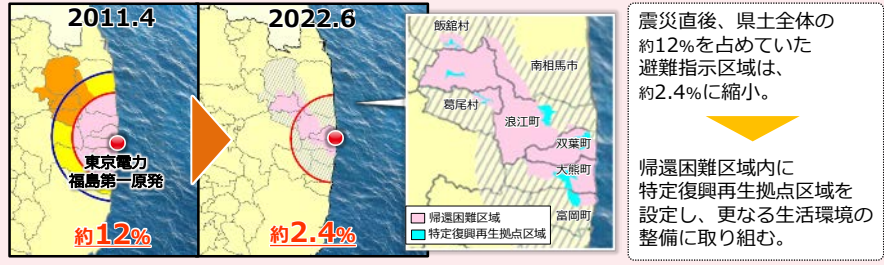 2011.4
東京電力
福島第一原発
約12%
2022.6
約2.4%
飯舘村
南相馬市
葛尾村
浪江町
双葉町
大熊町
富岡町
帰還困難区域
特定復興再生拠点区域
震災直後、県土全体の
約12%を占めていた
避難指示区域は、
約2.4%に縮小。
帰還困難区域内に
特定復興再生拠点区域を
設定し、更なる生活環境の
整備に取り組む。